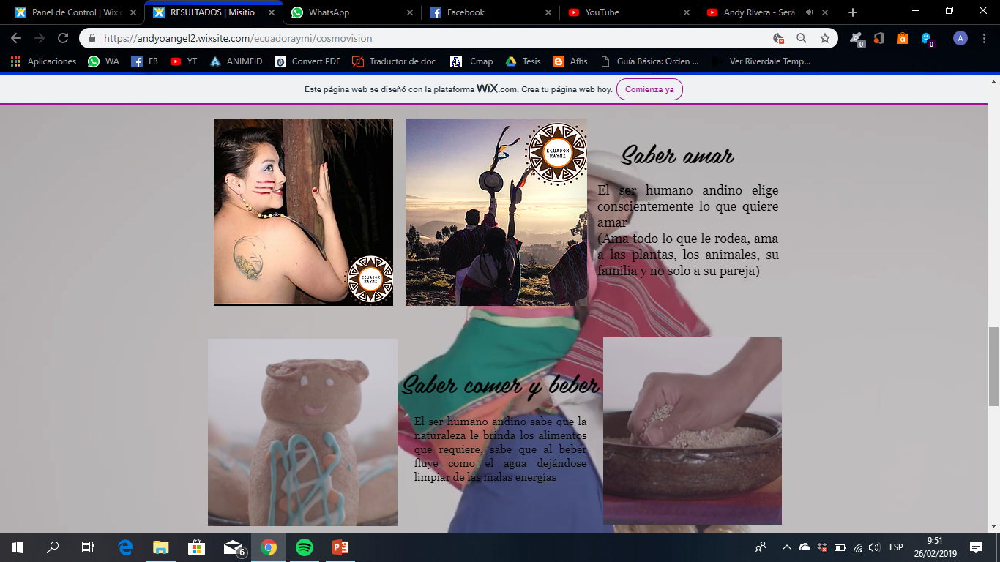 Panel de Control | Wix.c
RESULTADOS | Misitio
WhatsApp
Facebook
YouTube
Andy Rivera - Será
https://andyoangel2.wixsite.com/ecuadoraymi/cosmovision
0
0
A
Aplicaciones
WA
FB
YT
ANIMEID
Convert PDF
Traductor de doc
Cmap
Tesis
Afhs
Guía Básica: Orden ...
Ver Riverdale Temp...
Este página web se diseñó con la plataforma WiX.com. Crea tu página web hoy.
Comienza ya
ECUADOR
RAYMI
ECUADOR
RAYMI
Saber amar
El ser humano andino elige
conscientemente lo que quiere
amar
(Ama todo lo que le rodea, ama
a las plantas, los animales, su
familia y no solo a su pareja)
Saber comer y beber
El ser humano andino sabe que la
naturaleza le brinda los alimentos
que requiere, sabe que al beber
fluye como el agua dejándose
limpiar de las malas energías
6
ESP
9:51
26/02/2019